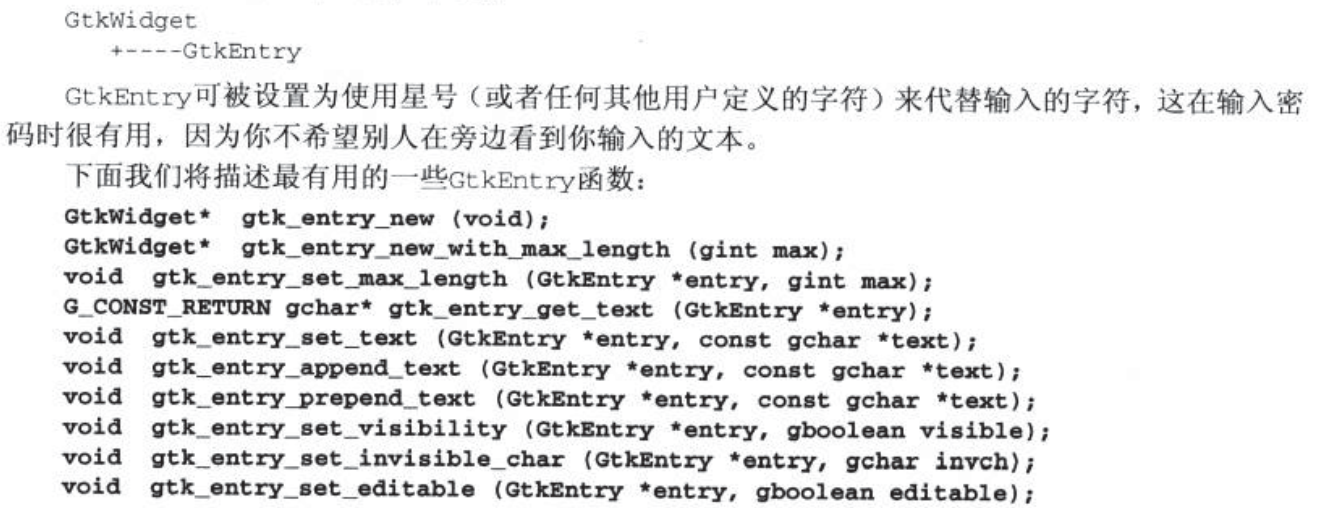 GtkWidget
+----GtkEntry
GtkEntry可被设置为使用星号（或者任何其他用户定义的字符）来代替输入的字符，这在输入密
码时很有用，因为你不希望别人在旁边看到你输入的文本。
下面我们将描述最有用的一些GtkEntry函数：
GtkWidget* gtk_entry_new (void);
GtkWidget* gtk_entry_new_with_max_length (gint max);
void gtk_entry_set_max_length (GtkEntry *entry, gint max);
G_CONST_RETURN gchar* gtk_entry_get_text (GtkEntry *entry);
void gtk_entry_set_text (GtkEntry *entry, const gchar *text);
void gtk_entry_append_text (GtkEntry *entry, const gchar *text);
void gtk_entry_prepend_text (GtkEntry *entry, const gchar *text);
void gtk_entry_set_visibility (GtkEntry *entry, gboolean visible);
void gtk_entry_set_invisible_char (GtkEntry *entry, gchar invch);
void gtk_entry_set_editable (GtkEntry *entry, gboolean editable);